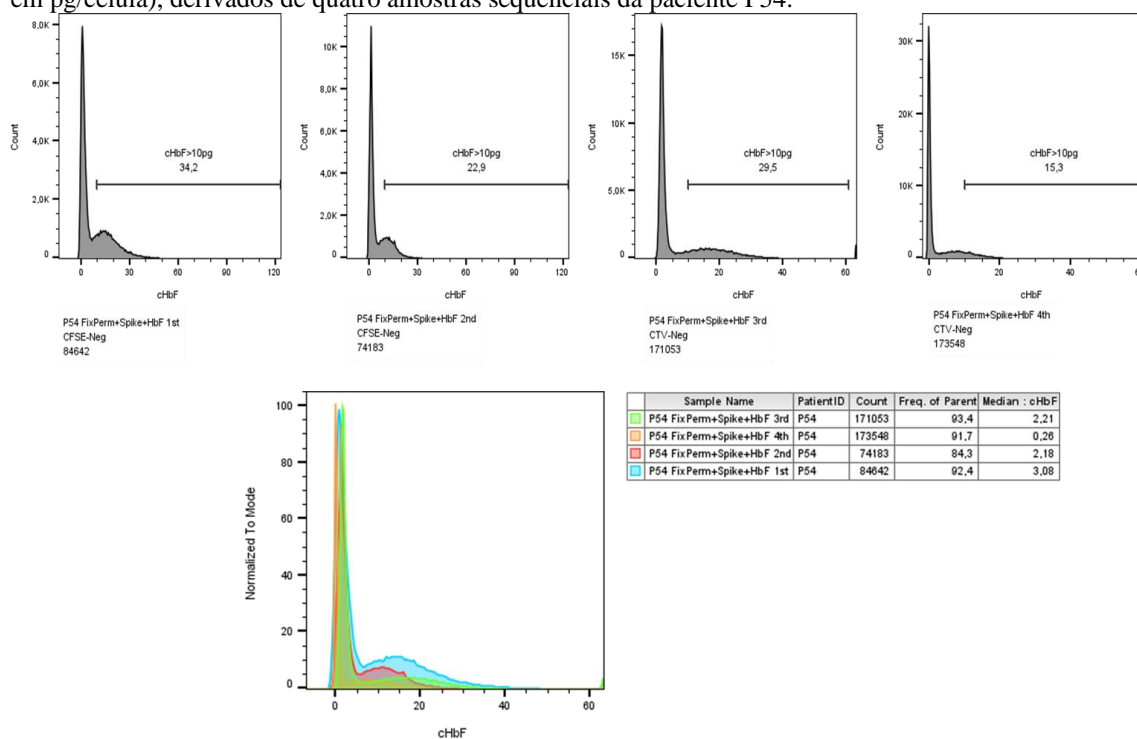 em pg/célula), derivados de quatro amostras sequenciais da paciente P54.
8,0K
6,0K
4,0K
2,0K
0
Count
cHbF>10pg
34,2
0 30 60 90 120
cHbF
P54 FixPerm+Spike+HbF 1st
CFSE-Neg
84642
10K
8,0K
6,0K
4,0K
2,0K
0
Count
cHbF>10pg
22,9
0 30 60 90 120
cHbF
P54 FixPerm+Spike+HbF 2nd
CFSE-Neg
74183
15K
10K
5,0K
0
Count
cHbF>10pg
29,5
0 20 40 60
cHbF
P54 FixPerm+Spike+HbF 3rd
CTV-Neg
171053
30K
20K
10K
0
Count
cHbF>10pg
15,3
0 20 40
cHbF
P54 FixPerm+Spike+HbF 4th
CTV-Neg
173548
100
80
60
40
20
0
Normalized To Mode
0 20 40 60
cHbF
Sample Name PatientID Count Freq. of Parent Median : cHbF
P54 FixPerm+Spike+HbF 3rd P54 171053 93,4 2,21
P54 FixPerm+Spike+HbF 4th P54 173548 91,7 0,26
P54 FixPerm+Spike+HbF 2nd P54 74183 84,3 2,18
P54 FixPerm+Spike+HbF 1st P54 84642 92,4 3,08